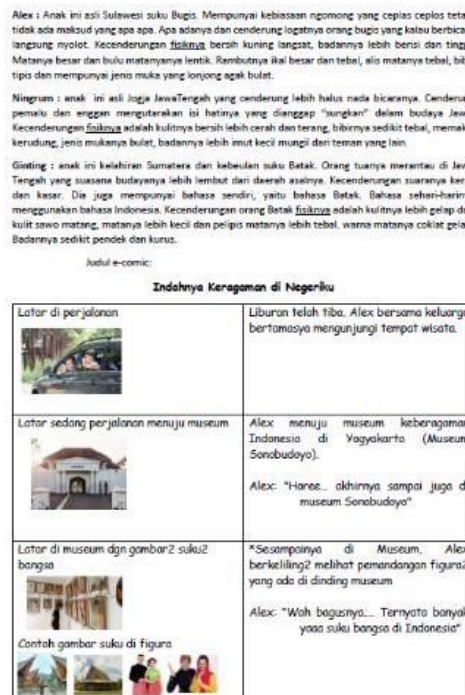 Alex : Anak ini asli Sulawesi suku Bugis. Mempunyai kebiasaan ngomong yang ceplas ceplos teta
tidak ada maksud yang apa apa. Apa adanya dan cenderung logatnya orang bugis yang kalau berbica
langsung nyolot. Kecenderungan fisiknya bersih kuning langsat, badannya lebih berisi dan ting
Matanya besar dan bulu matanyanya lentik. Rambutnya ikal besar dan tebal, alis matanya tebal, bib
tipis dan mempunyai jenis muka yang lonjong agak bulat.
Ningrum : anak ini asli Jogja JawaTengah yang cenderung lebih halus nada bicaranya. Cenderu
pemalu dan enggan mengutarakan isi hatinya yang dianggap "sungkan" dalam budaya Jaw
Kecenderungan fisiknya adalah kulitnya bersih lebih cerah dan terang, bibirnya sedikit tebal, memak
kerudung, jenis mukanya bulat, badannya lebih imut kecil mungil dari teman yang lain.
Ginting : anak ini kelahiran Sumatera dan kebeulan suku Batak. Orang tuanya merantau di Jav
Tengah yang suasana budayanya lebih lembut dari daerah asalnya. Kecenderungan suaranya ker
dan kasar. Dia juga mempunyai bahasa sendiri, yaitu bahasa Batak. Bahasa sehari-harin
menggunakan bahasa Indonesia. Kecenderungan orang Batak fisiknya adalah kulitnya lebih gelap di
kulit sawo matang, matanya lebih kecil dan pelipis matanya lebih tebal, warna matanya coklat gela
Badannya sedikit pendek dan kurus.
Judul e-comic:
Indahnya Keragaman di Negeriku
Latar di perjalanan
Liburan telah tiba, Alex bersama keluarga
bertamasya mengunjungi tempat wisata.
Latar sedang perjalanan menuju museum
Alex menuju museum keberagaman
Indonesia di Yogyakarta (Museum
Sonobudoyo).
Alex: "Horee... akhirnya sampai juga d
museum Sonobudoyo"
Latar di museum dgn gambar2 suku2
bangsa
Contoh gambar suku di figura
*Sesampainya di Museum, Alex
berkeliling2 melihat pemandangan figura2
yang ada di dinding museum
Alex: "Wah bagusnya.... Ternyata banyak
yaaa suku bangsa di Indonesia"